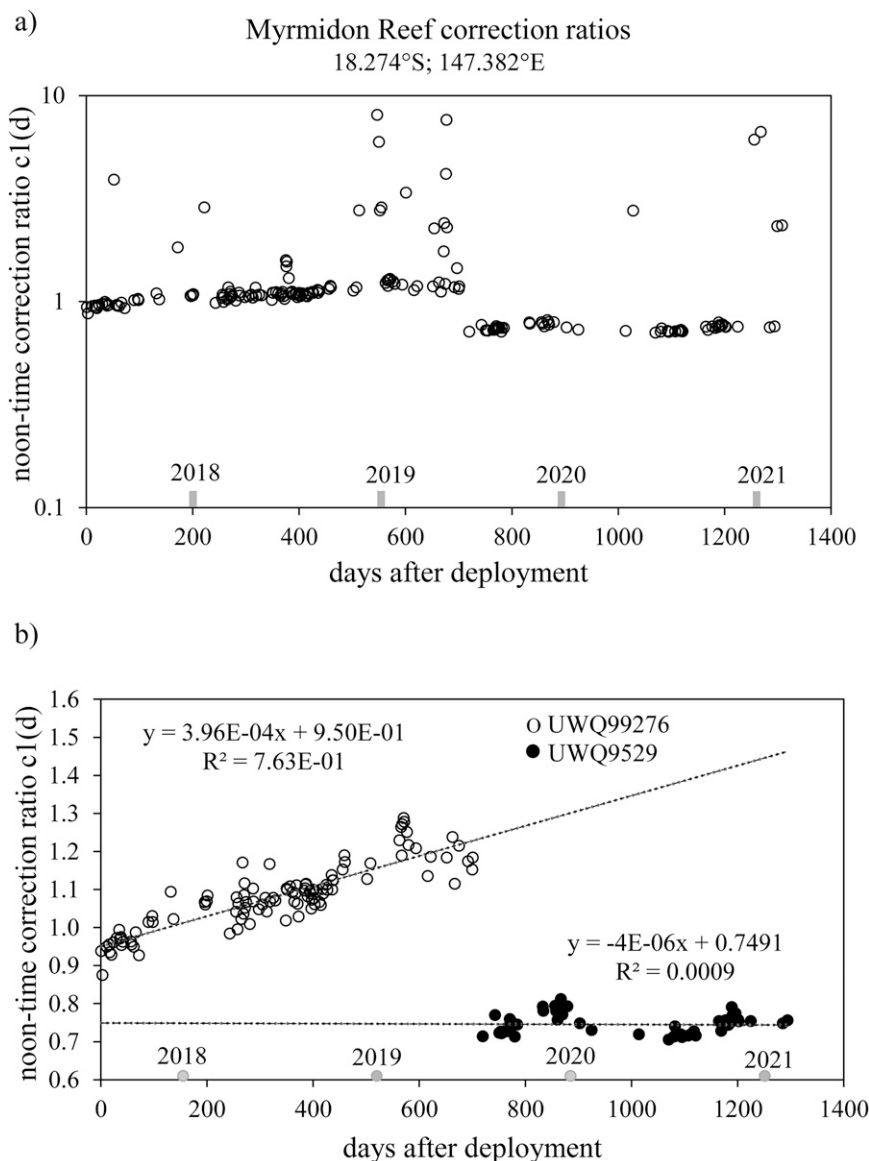 a)
Myrmidon Reef correction ratios
18.274°S; 147.382°E
noon-time correction ratio c1(d)
10
1
0.1
2018
2019
2020
2021
0
200
400
600
800
1000
1200
1400
days after deployment
b)
noon-time correction ratio c1(d)
1.6
1.5
1.4
1.3
1.2
1.1
1.0
0.9
0.8
0.7
0.6
y = 3.96E-04x + 9.50E-01
R² = 7.63E-01
UWQ99276
UWQ9529
y = -4E-06x + 0.7491
R² = 0.0009
2018
2019
2020
2021
0
200
400
600
800
1000
1200
1400
days after deployment